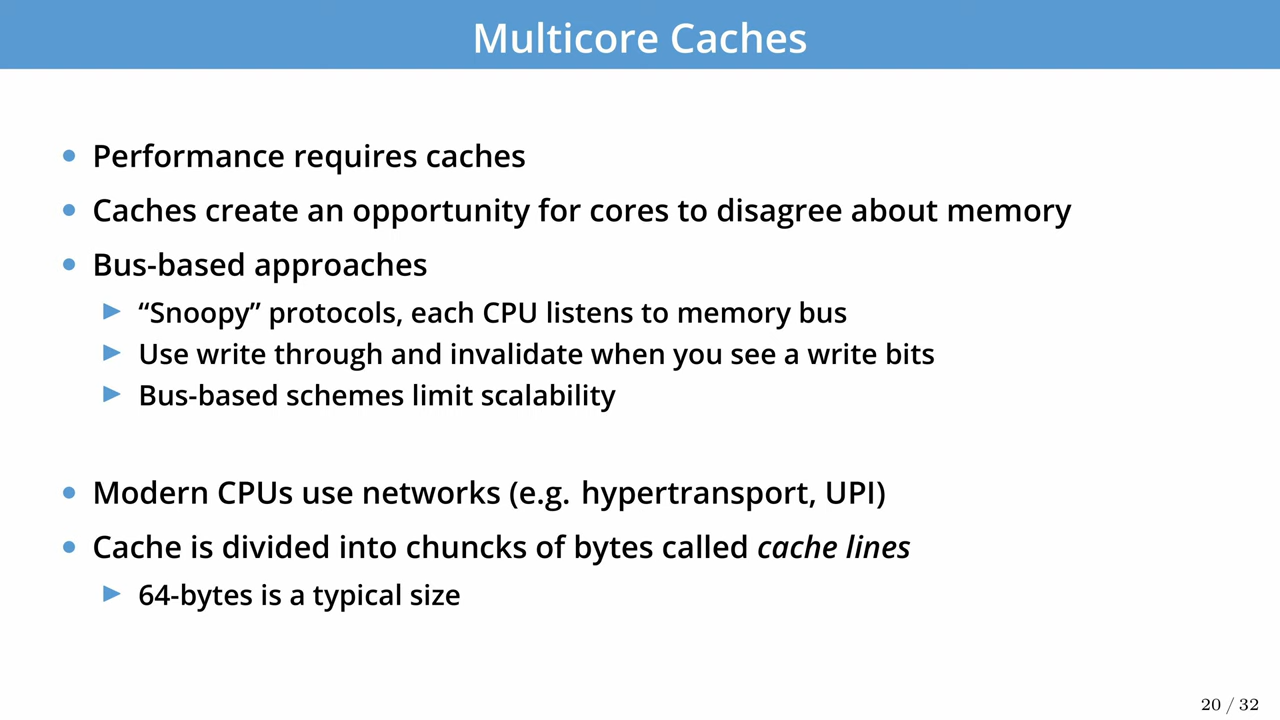 Multicore Caches
Performance requires caches
Caches create an opportunity for cores to disagree about memory
Bus-based approaches
“Snoopy” protocols, each CPU listens to memory bus
Use write through and invalidate when you see a write bits
Bus-based schemes limit scalability
Modern CPUs use networks (e.g. hypertransport, UPI)
Cache is divided into chuncks of bytes called cache lines
64-bytes is a typical size
20 / 32